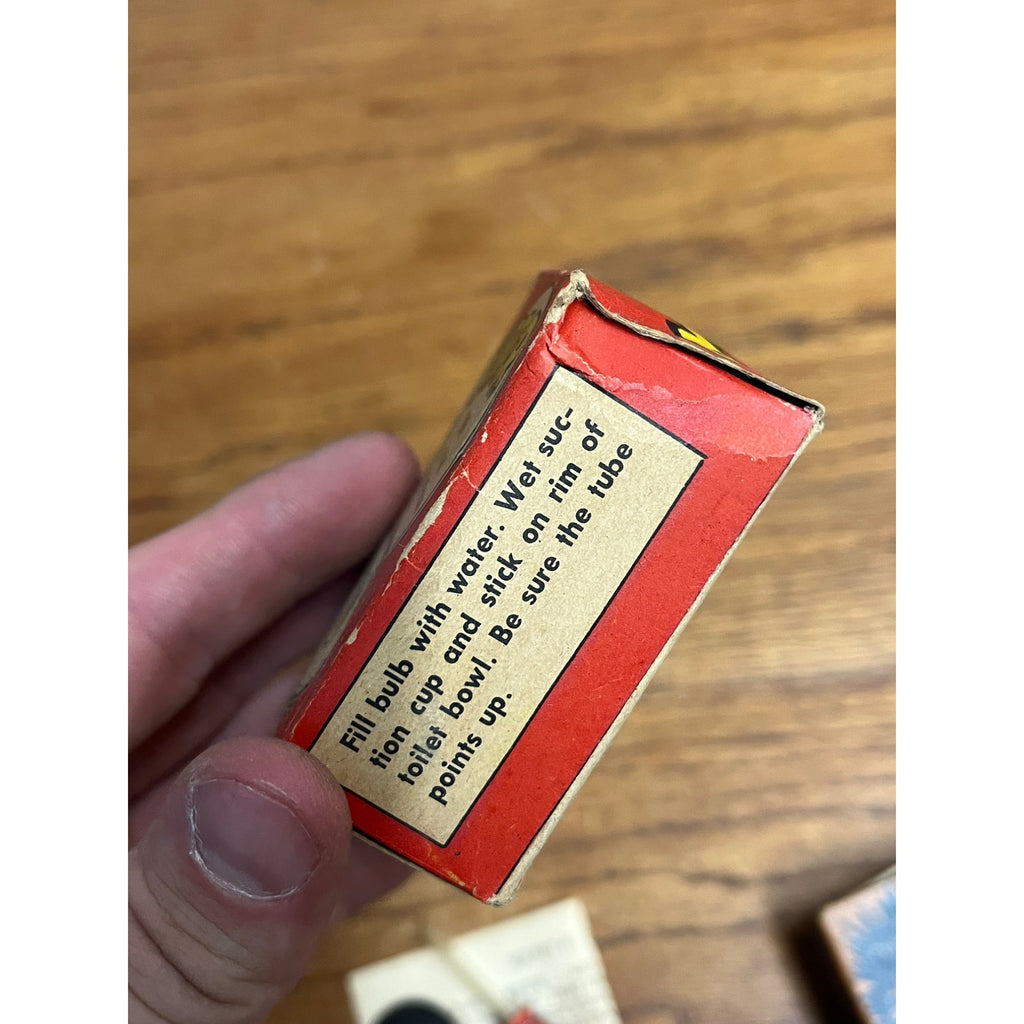 Fill bulb with water. Wet suc-
tion cup and stick on rim of
toilet bowl. Be sure the tube
points up.